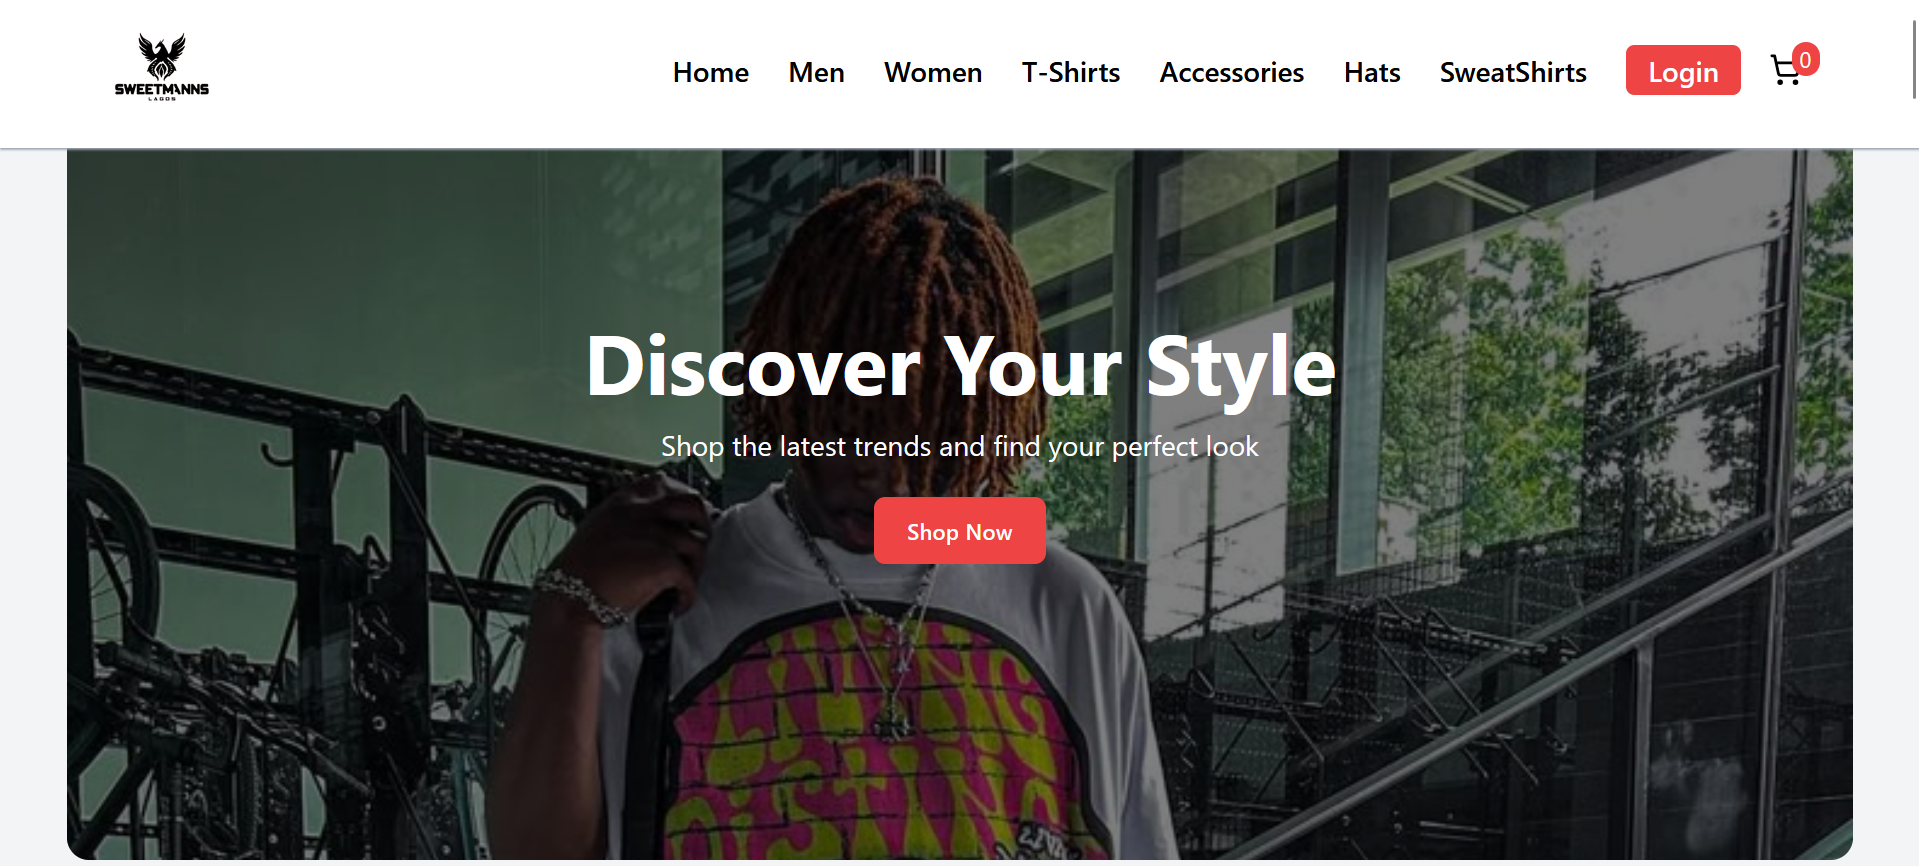 SWEETMANNS
LAGOS
Home Men Women T-Shirts Accessories Hats SweatShirts Login 0
Discover Your Style
Shop the latest trends and find your perfect look
Shop Now
LIVING